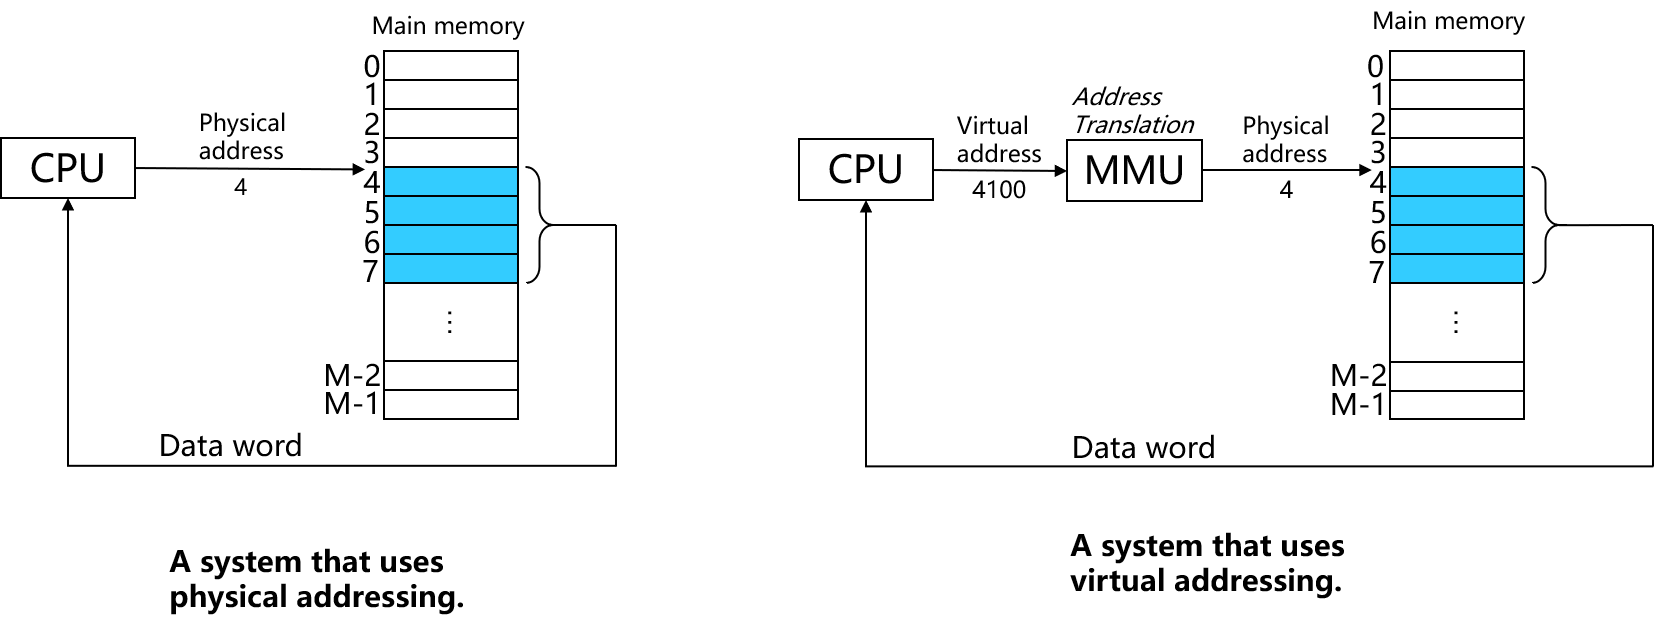 Main memory
0
1
2
3
4
5
6
7
⋮
M-2
M-1
CPU
Physical
address
4
Data word
A system that uses
physical addressing.
Main memory
0
1
2
3
4
5
6
7
⋮
M-2
M-1
CPU
Virtual
address
4100
Address
Translation
MMU
Physical
address
4
Data word
A system that uses
virtual addressing.